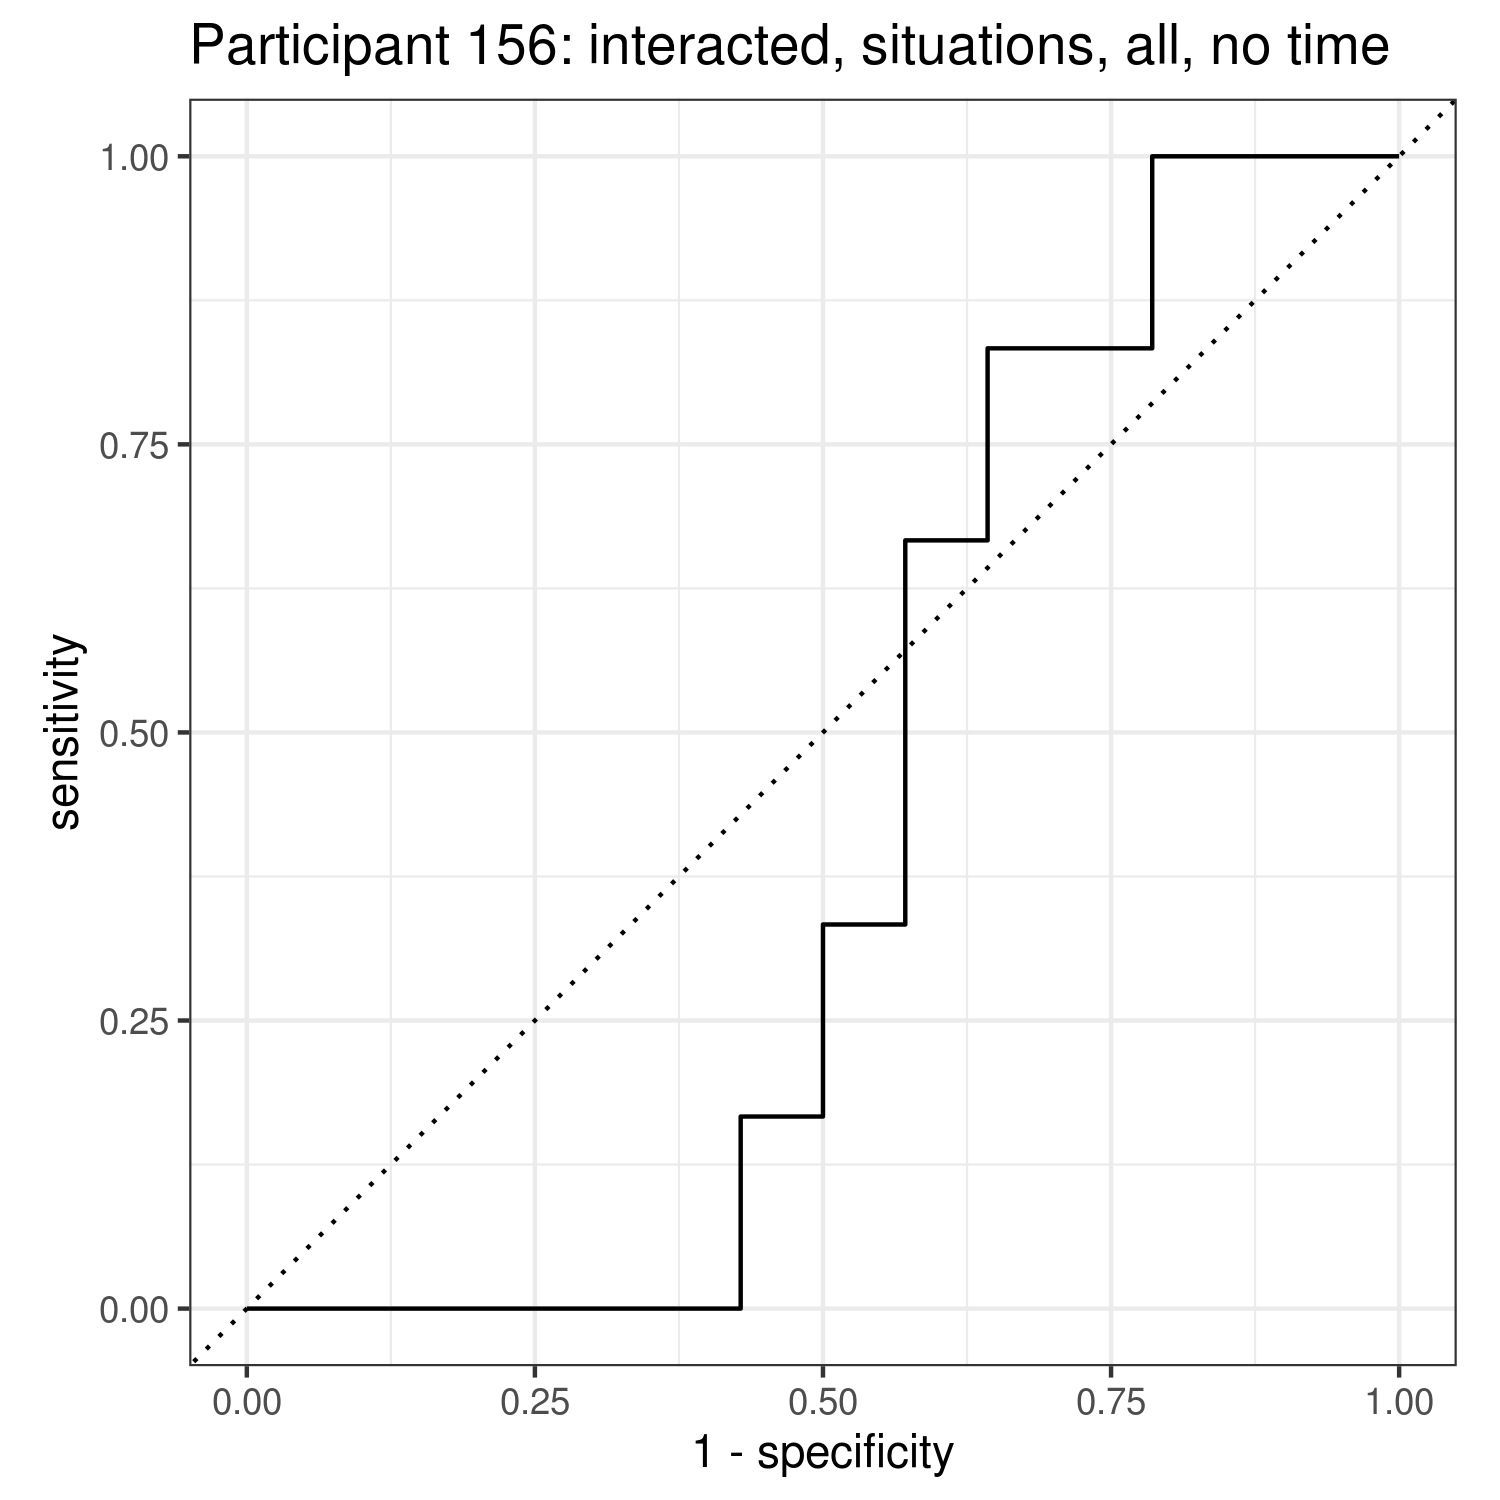 Participant 156: interacted, situations, all, no time
1.00
0.75
0.50
0.25
0.00
sensitivity
0.00 0.25 0.50 0.75 1.00
1 - specificity